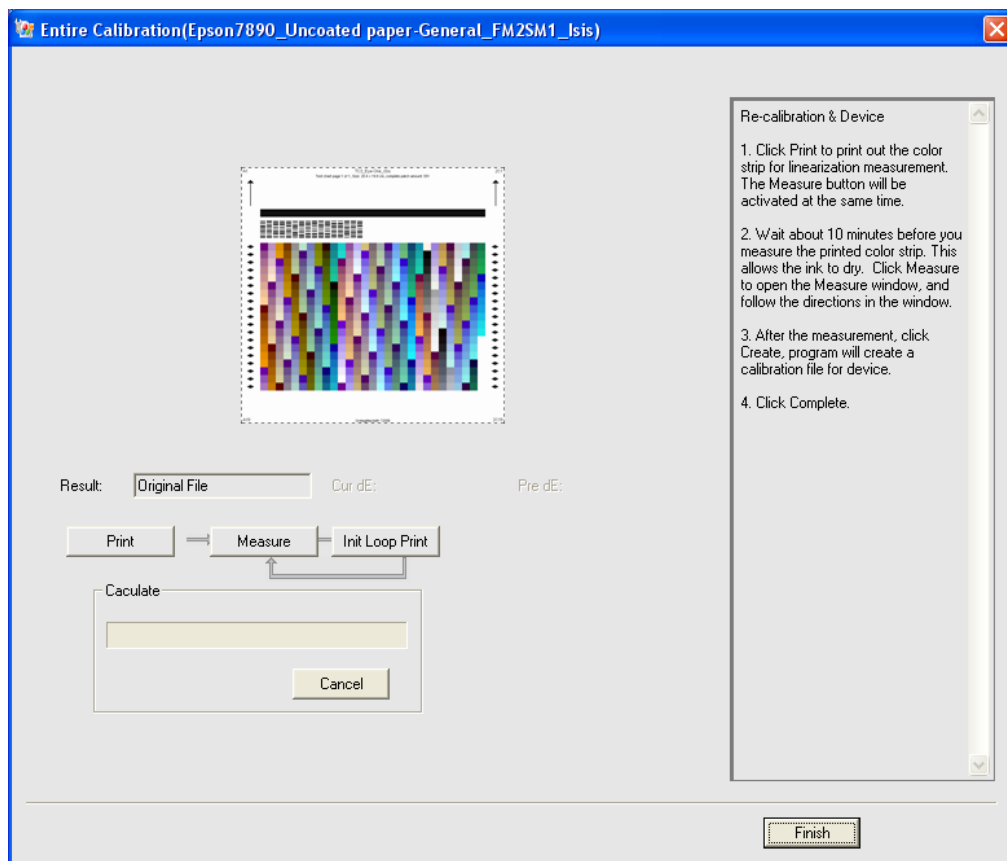 Entire Calibration(Epson7890_Uncoated paper-General_FM2SM1_Isis)
Re-calibration & Device
1. Click Print to print out the color
strip for linearization measurement.
The Measure button will be
activated at the same time.
2. Wait about 10 minutes before you
measure the printed color strip. This
allows the ink to dry.  Click Measure
to open the Measure window, and
follow the directions in the window.
3. After the measurement, click
Create, program will create a
calibration file for device.
4. Click Complete.
Result:
Original File
Cur dE:
Pre dE:
Print
Measure
Init Loop Print
Caculate
Cancel
Finish